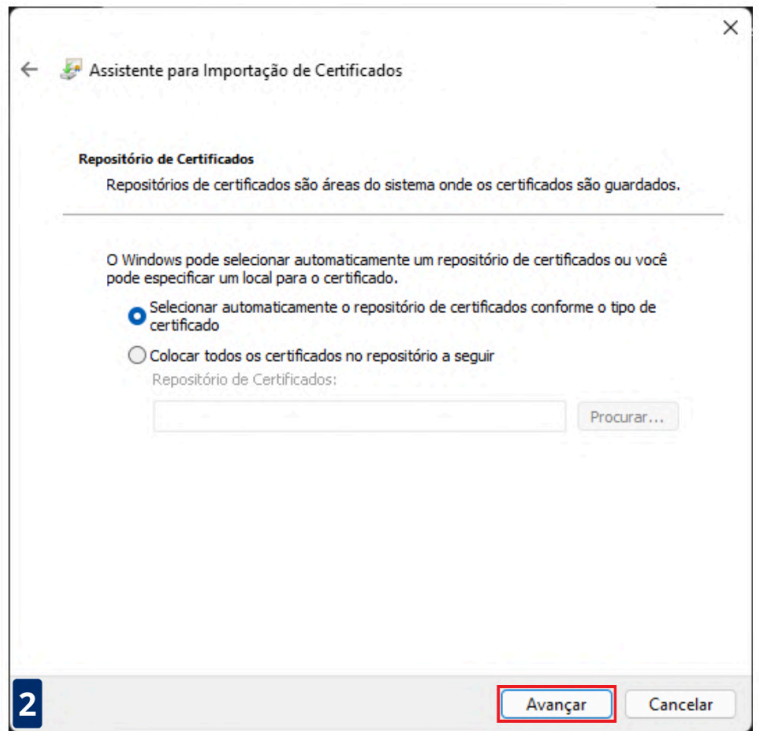 Assistente para Importação de Certificados
Repositório de Certificados
Repositórios de certificados são áreas do sistema onde os certificados são guardados.
O Windows pode selecionar automaticamente um repositório de certificados ou você
pode especificar um local para o certificado.
Selecionar automaticamente o repositório de certificados conforme o tipo de
certificado
Colocar todos os certificados no repositório a seguir
Repositório de Certificados:
Procurar...
2
Avançar
Cancelar